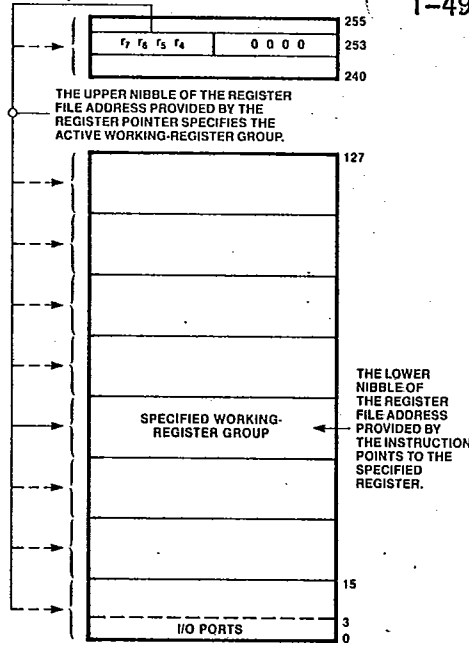 T-49
255
r7 r6 r5 r4 0 0 0 0 253
240
THE UPPER NIBBLE OF THE REGISTER
FILE ADDRESS PROVIDED BY THE
REGISTER POINTER SPECIFIES THE
ACTIVE WORKING-REGISTER GROUP.
127
SPECIFIED WORKING-
REGISTER GROUP
THE LOWER
NIBBLE OF
THE REGISTER
FILE ADDRESS
PROVIDED BY
THE INSTRUCTION
POINTS TO THE
SPECIFIED
REGISTER.
15
3
I/O PORTS
0